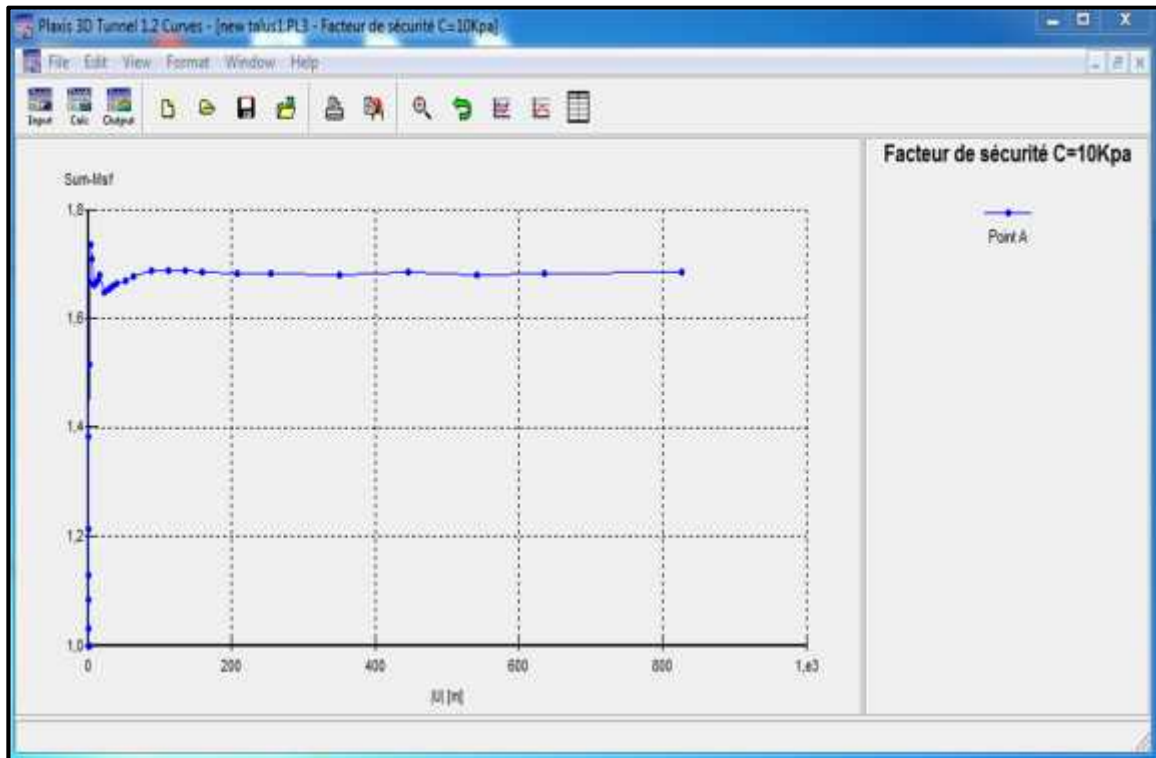 Plaxis 3D Tunnel 1.2 Curves - [new talus1.PL3 - Facteur de sécurité C=10Kpa]
File Edit View Format Window Help
Input Calc Output
Facteur de sécurité C=10Kpa
Point A
Sum-Msf
1,8
1,6
1,4
1,2
1,0
0 200 400 600 800 1,e3
|U| [m]